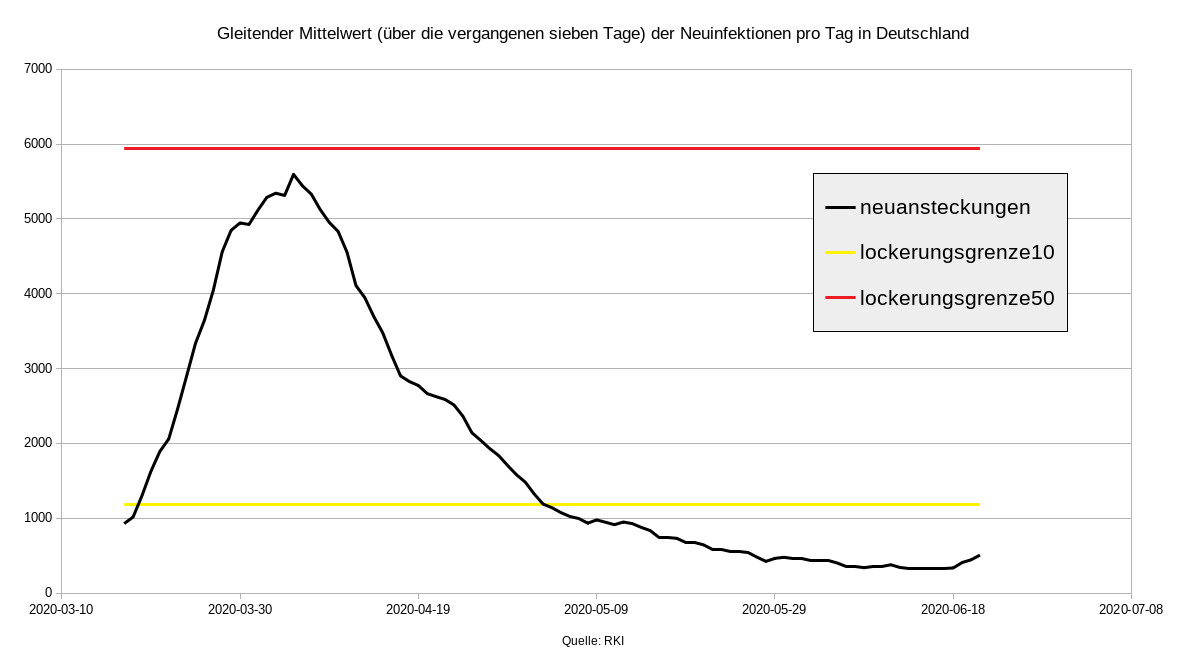 Gleitender Mittelwert (über die vergangenen sieben Tage) der Neuinfektionen pro Tag in Deutschland
7000
6000
5000
4000
3000
2000
1000
0
neuansteckungen
lockerungsgrenze10
lockerungsgrenze50
2020-03-10 2020-03-30 2020-04-19 2020-05-09 2020-05-29 2020-06-18 2020-07-08
Quelle: RKI